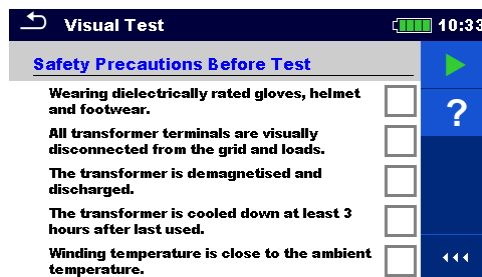 Visual Test
10:33
Safety Precautions Before Test
Wearing dielectrically rated gloves, helmet
and footwear.
All transformer terminals are visually
disconnected from the grid and loads.
The transformer is demagnetised and
discharged.
The transformer is cooled down at least 3
hours after last used.
Winding temperature is close to the ambient
temperature.
?